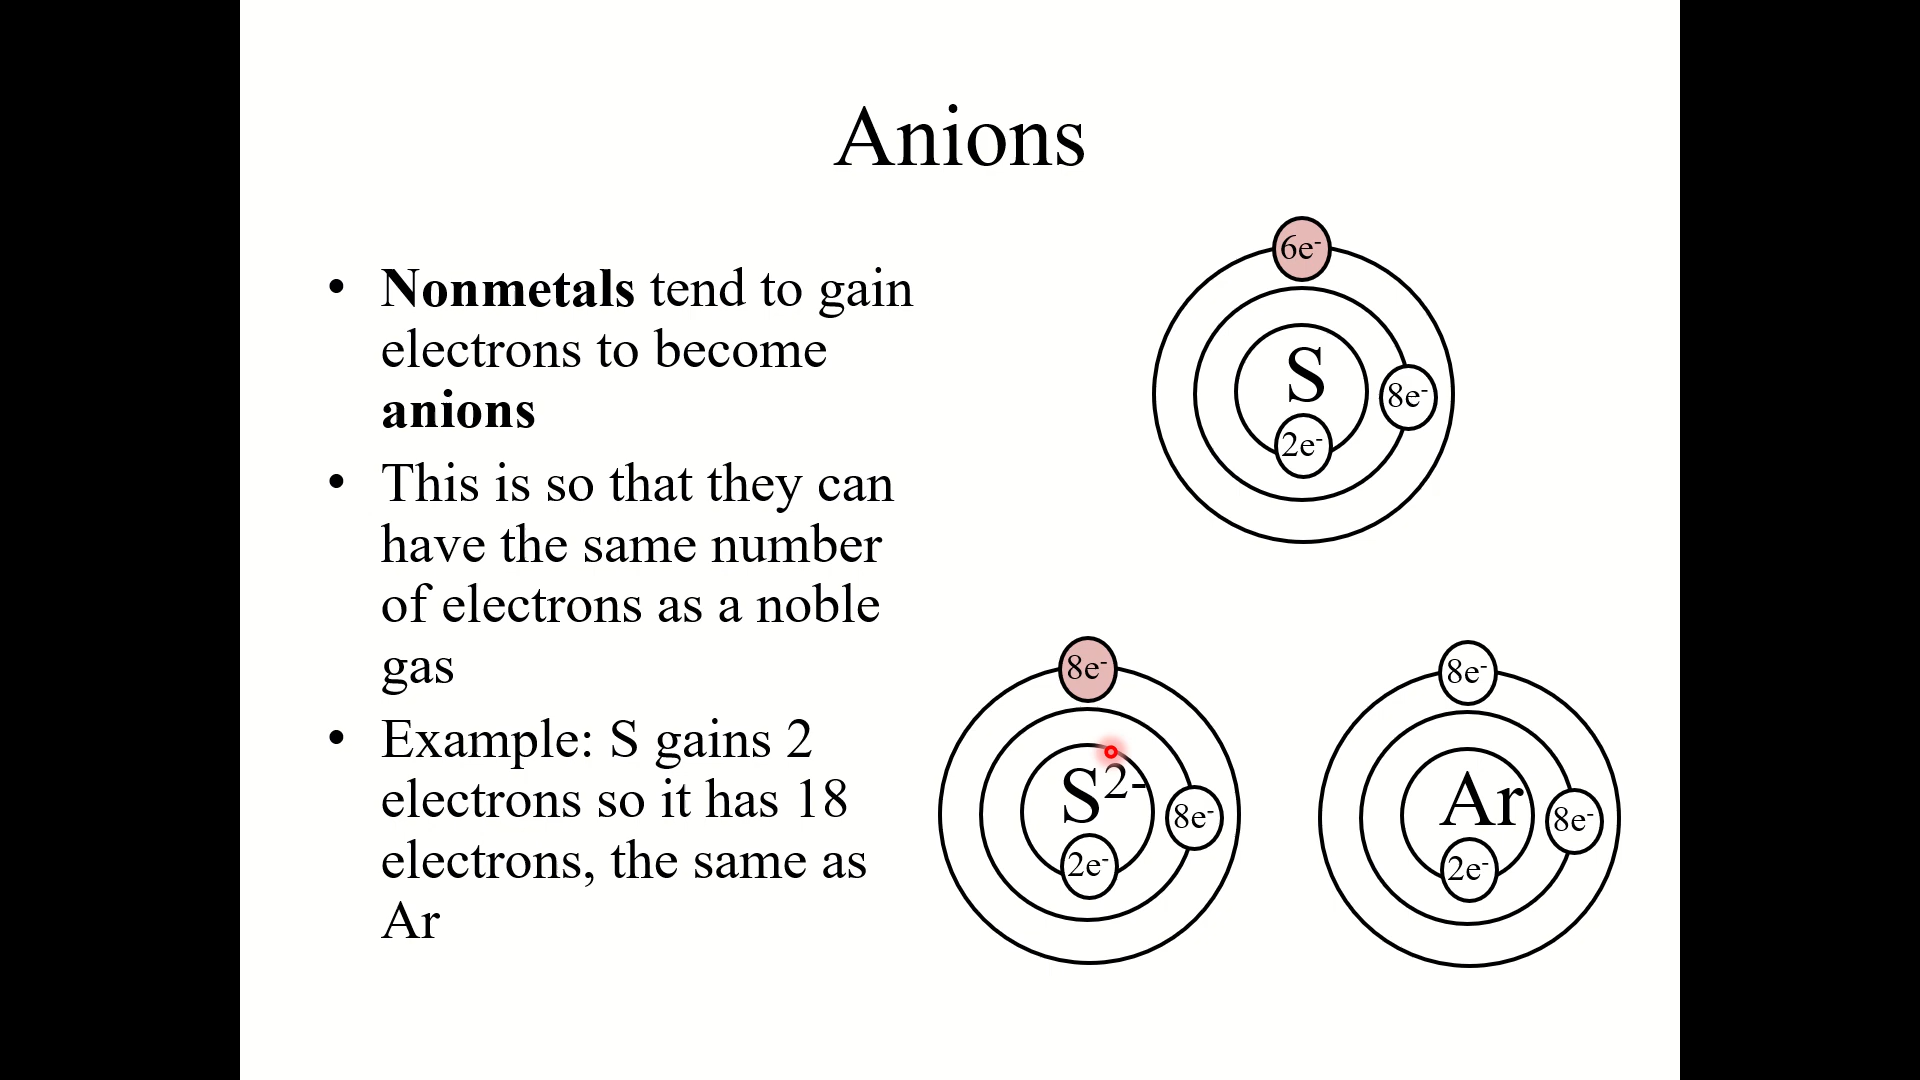 Anions
• Nonmetals tend to gain
electrons to become
anions
• This is so that they can
have the same number
of electrons as a noble
gas
• Example: S gains 2
electrons so it has 18
electrons, the same as
Ar
6e⁻
S
8e⁻
2e⁻
8e⁻
S²⁻
8e⁻
2e⁻
8e⁻
Ar
8e⁻
2e⁻